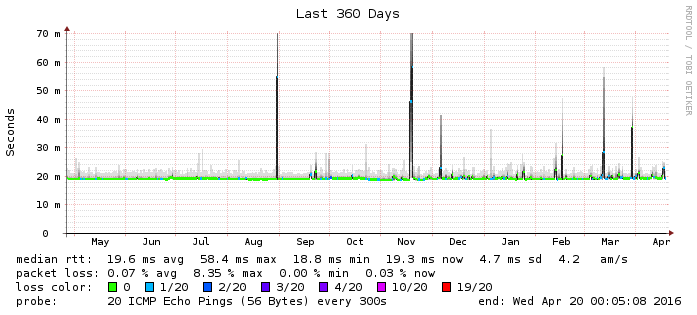 Last 360 Days
RRDTOOL / TOBI OETIKER
Seconds
70 m
60 m
50 m
40 m
30 m
20 m
10 m
0
May Jun Jul Aug Sep Oct Nov Dec Jan Feb Mar Apr
median rtt: 19.6 ms avg 58.4 ms max 18.8 ms min 19.3 ms now 4.7 ms sd 4.2 am/s
packet loss: 0.07 % avg 8.35 % max 0.00 % min 0.03 % now
loss color: 0 1/20 2/20 3/20 4/20 10/20 19/20
probe: 20 ICMP Echo Pings (56 Bytes) every 300s end: Wed Apr 20 00:05:08 2016